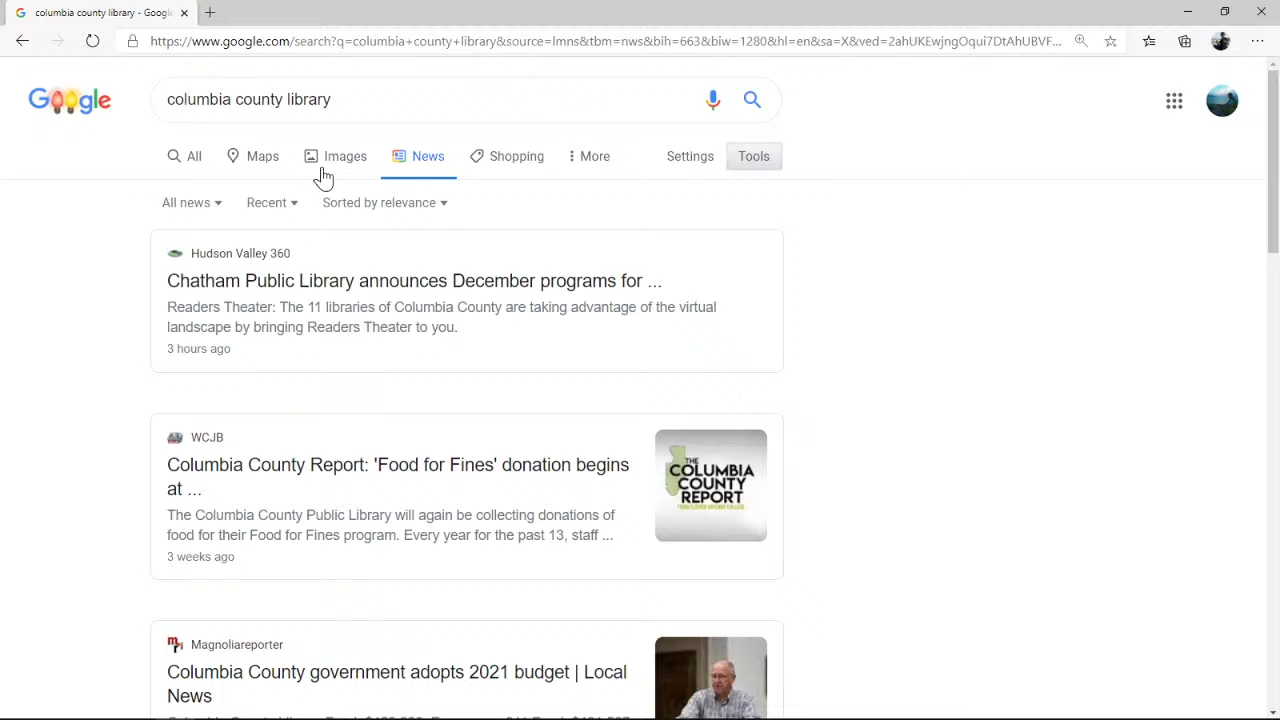 columbia county library - Google
https://www.google.com/search?q=columbia+county+library&source=lmns&tbm=nws&bih=663&biw=1280&hl=en&sa=X&ved=2ahUKEwjngOqui7DtAhUBVF...
Google
columbia county library
All Maps Images News Shopping More Settings Tools
All news Recent Sorted by relevance
Hudson Valley 360
Chatham Public Library announces December programs for ...
Readers Theater: The 11 libraries of Columbia County are taking advantage of the virtual
landscape by bringing Readers Theater to you.
3 hours ago
WCJB
Columbia County Report: 'Food for Fines' donation begins
at ...
The Columbia County Public Library will again be collecting donations of
food for their Food for Fines program. Every year for the past 13, staff ...
3 weeks ago
THE
COLUMBIA
COUNTY
REPORT
Magnoliareporter
Columbia County government adopts 2021 budget | Local
News